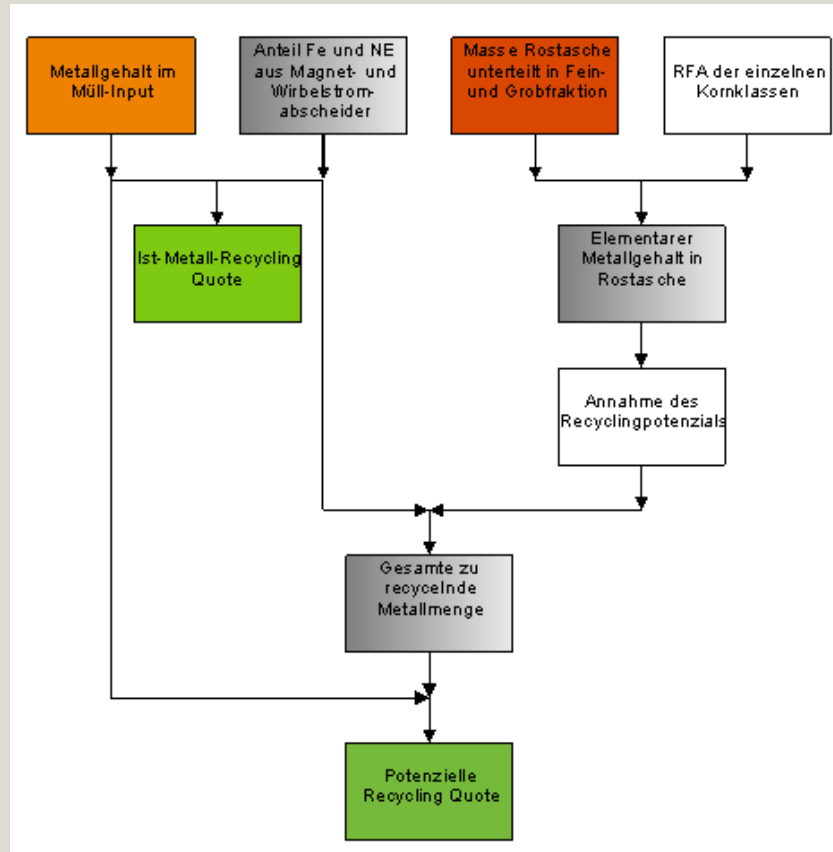 Metallgehalt im
Müll-Input
Anteil Fe und NE
aus Magnet- und
Wirbelstrom-
abscheider
Masse Rostasche
unterteilt in Fein-
und Grobfraktion
RFA der einzelnen
Kornklassen
Ist-Metall-Recycling
Quote
Elementarer
Metallgehalt in
Rostasche
Annahme des
Recyclingpotenzials
Gesamte zu
recycelnde
Metallmenge
Potenzielle
Recycling Quote